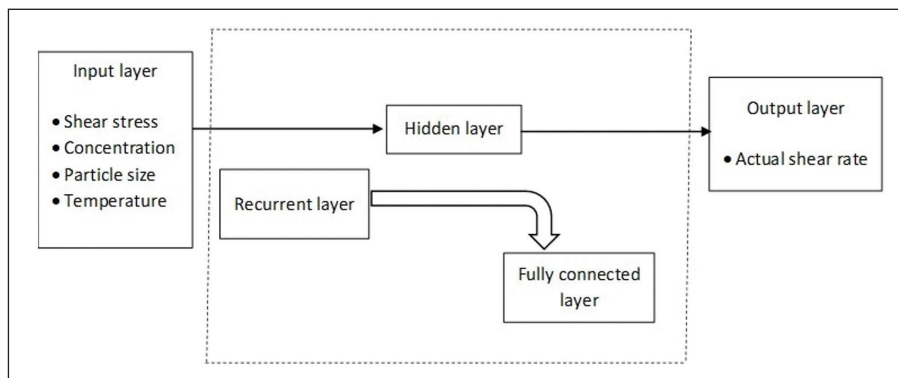 Input layer
• Shear stress
• Concentration
• Particle size
• Temperature
Hidden layer
Recurrent layer
Fully connected
layer
Output layer
• Actual shear rate